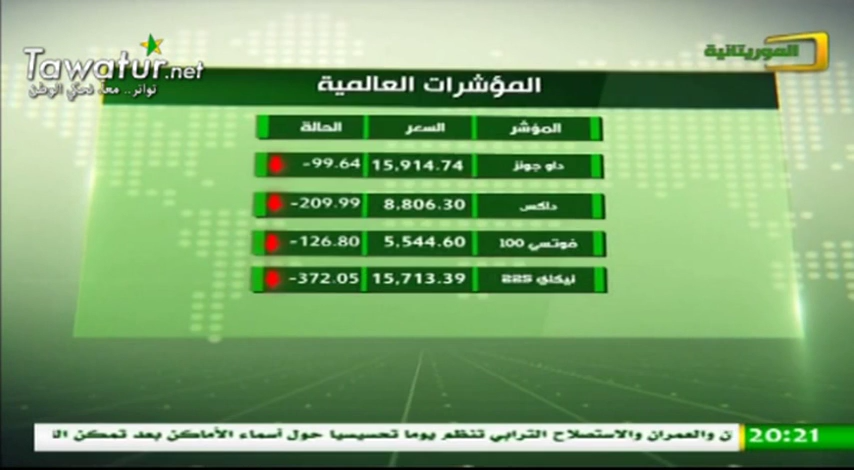 Tawatur.net
تواتر.. معك نحكي الوطن
الموريتانية
المؤشرات العالمية
المؤشر السعر الحالة
داو جونز 15,914.74 -99.64
داكس 8,806.30 -209.99
فوتسي 100 5,544.60 -126.80
نيكاي 225 15,713.39 -372.05
20:21 ن والعمران والاستصلاح الترابي تنظم يوما تحسيسيا حول أسماء الأماكن بعد تمكن ال